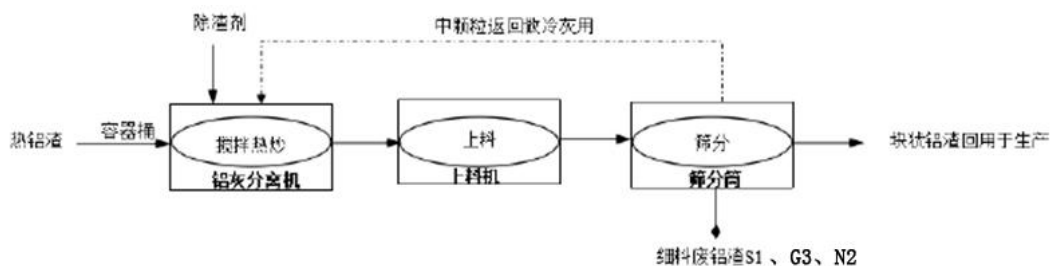 除渣剂
中颗粒返回做冷灰用
热铝渣
容器桶
搅拌热炒
铝灰分离机
上料
上料机
筛分
筛分筒
块状铝渣回用于生产
细料废铝渣S1、G3、N2